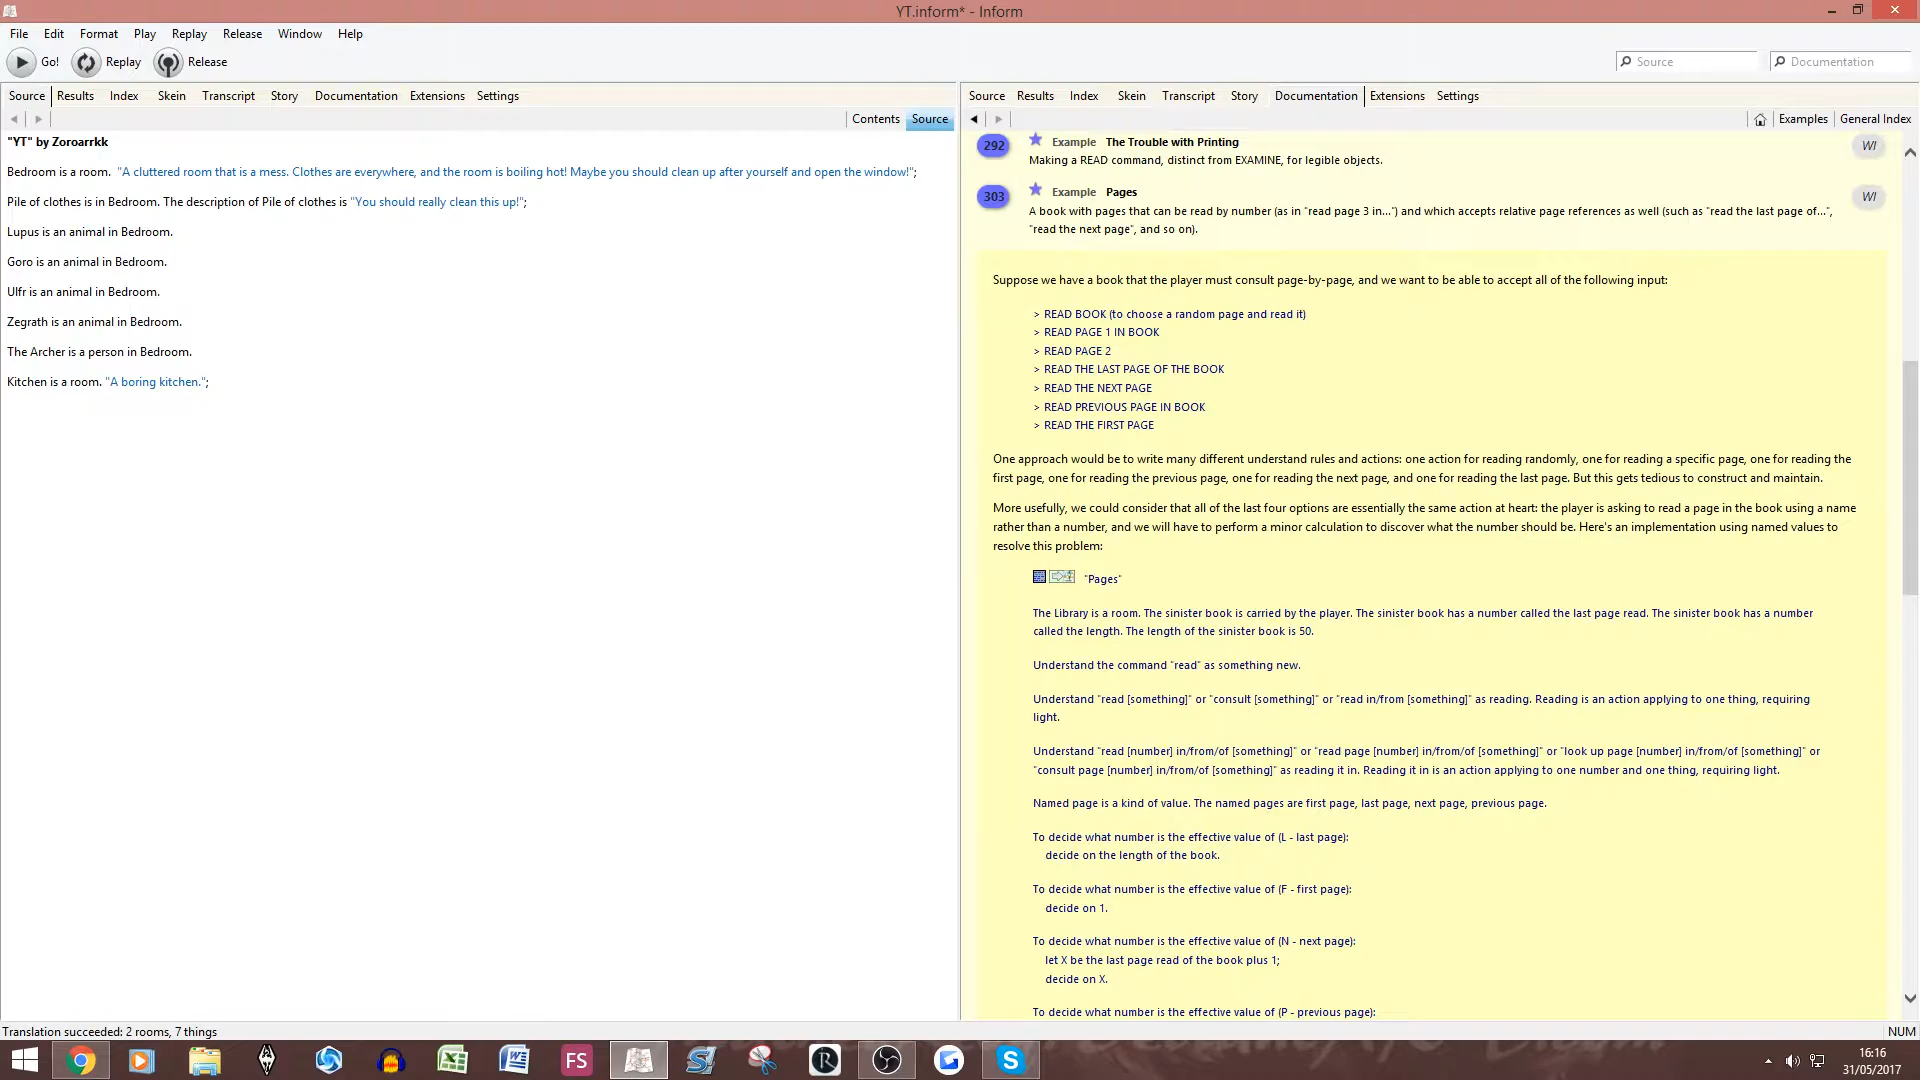 YT.inform* - Inform
File Edit Format Play Replay Release Window Help
Go! Replay Release
Source Documentation
Source Results Index Skein Transcript Story Documentation Extensions Settings
Source Results Index Skein Transcript Story Documentation Extensions Settings
Contents Source
Examples General Index
"YT" by Zoroarrkk
Bedroom is a room. "A cluttered room that is a mess. Clothes are everywhere, and the room is boiling hot! Maybe you should clean up after yourself and open the window!";
Pile of clothes is in Bedroom. The description of Pile of clothes is "You should really clean this up!";
Lupus is an animal in Bedroom.
Goro is an animal in Bedroom.
Ulfr is an animal in Bedroom.
Zegrath is an animal in Bedroom.
The Archer is a person in Bedroom.
Kitchen is a room. "A boring kitchen.";
292 Example The Trouble with Printing WI
Making a READ command, distinct from EXAMINE, for legible objects.
303 Example Pages WI
A book with pages that can be read by number (as in "read page 3 in...") and which accepts relative page references as well (such as "read the last page of...",
"read the next page", and so on).
Suppose we have a book that the player must consult page-by-page, and we want to be able to accept all of the following input:
> READ BOOK (to choose a random page and read it)
> READ PAGE 1 IN BOOK
> READ PAGE 2
> READ THE LAST PAGE OF THE BOOK
> READ THE NEXT PAGE
> READ PREVIOUS PAGE IN BOOK
> READ THE FIRST PAGE
One approach would be to write many different understand rules and actions: one action for reading randomly, one for reading a specific page, one for reading the
first page, one for reading the previous page, one for reading the next page, and one for reading the last page. But this gets tedious to construct and maintain.
More usefully, we could consider that all of the last four options are essentially the same action at heart: the player is asking to read a page in the book using a name
rather than a number, and we will have to perform a minor calculation to discover what the number should be. Here's an implementation using named values to
resolve this problem:
"Pages"
The Library is a room. The sinister book is carried by the player. The sinister book has a number called the last page read. The sinister book has a number
called the length. The length of the sinister book is 50.
Understand the command "read" as something new.
Understand "read [something]" or "consult [something]" or "read in/from [something]" as reading. Reading is an action applying to one thing, requiring
light.
Understand "read [number] in/from/of [something]" or "read page [number] in/from/of [something]" or "look up page [number] in/from/of [something]" or
"consult page [number] in/from/of [something]" as reading it in. Reading it in is an action applying to one number and one thing, requiring light.
Named page is a kind of value. The named pages are first page, last page, next page, previous page.
To decide what number is the effective value of (L - last page):
decide on the length of the book.
To decide what number is the effective value of (F - first page):
decide on 1.
To decide what number is the effective value of (N - next page):
let X be the last page read of the book plus 1;
decide on X.
To decide what number is the effective value of (P - previous page):
Translation succeeded: 2 rooms, 7 things
NUM
FS
16:16
31/05/2017